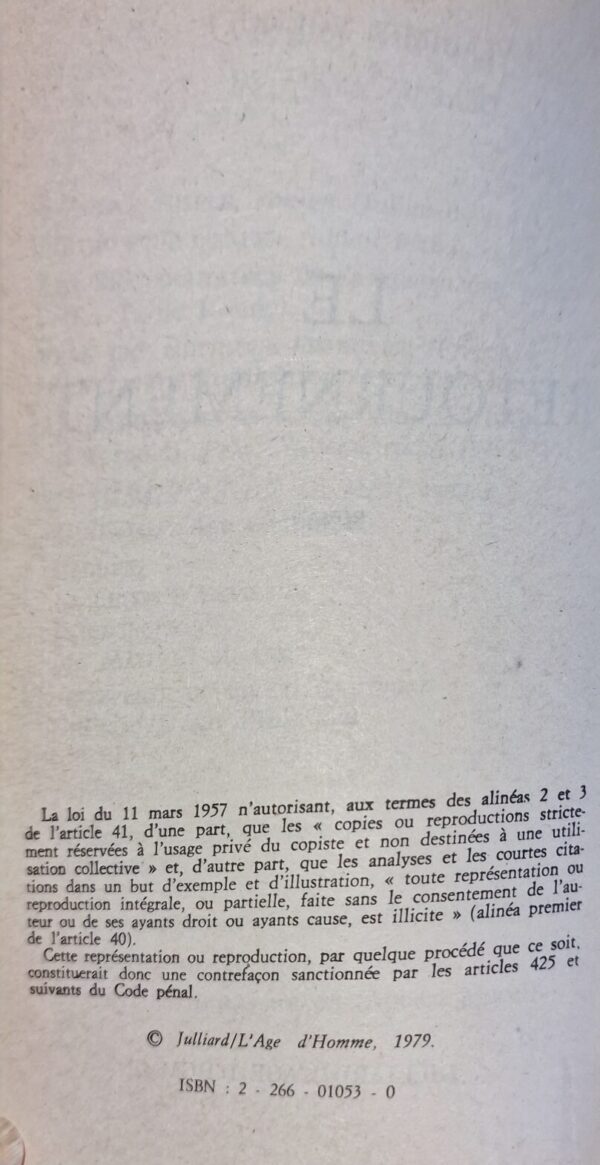 La loi du 11 mars 1957 n'autorisant, aux termes des alinéas 2 et 3
de l'article 41, d'une part, que les « copies ou reproductions stricte-
ment réservées à l'usage privé du copiste et non destinées à une utili-
sation collective » et, d'autre part, que les analyses et les courtes cita-
tions dans un but d'exemple et d'illustration, « toute représentation ou
reproduction intégrale, ou partielle, faite sans le consentement de l'au-
teur ou de ses ayants droit ou ayants cause, est illicite » (alinéa premier
de l'article 40).
Cette représentation ou reproduction, par quelque procédé que ce soit,
constituerait donc une contrefaçon sanctionnée par les articles 425 et
suivants du Code pénal.
© Julliard/L'Age d'Homme, 1979.
ISBN : 2 - 266 - 01053 - 0